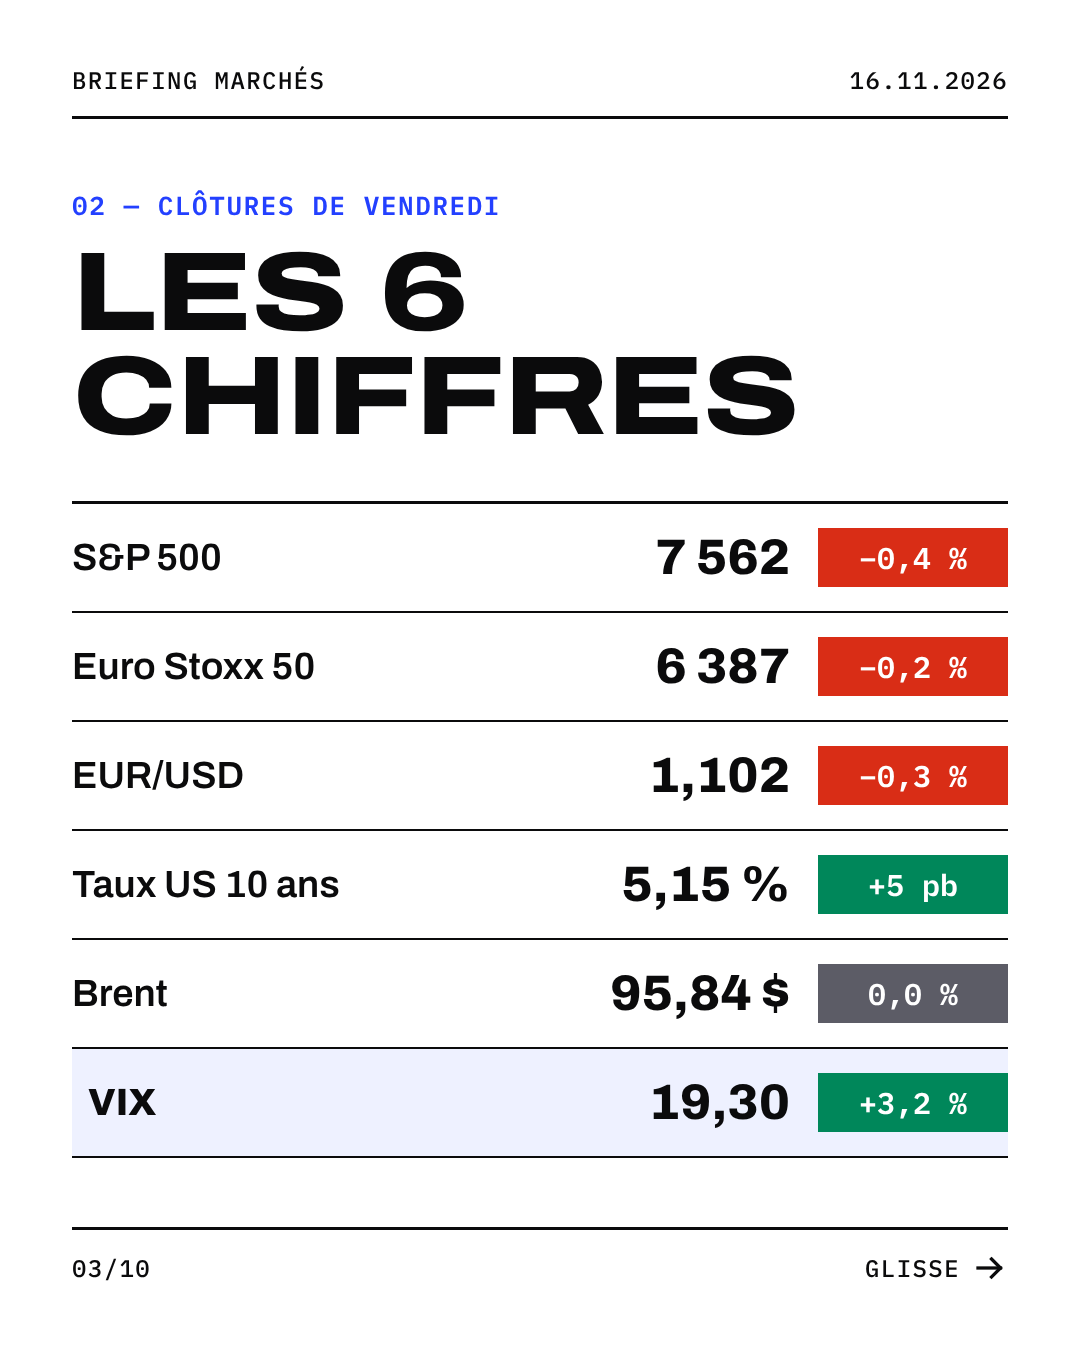 BRIEFING MARCHÉS 16.11.2026
02 — CLÔTURES DE VENDREDI
LES 6
CHIFFRES
S&P 500 7 562 −0,4 %
Euro Stoxx 50 6 387 −0,2 %
EUR/USD 1,102 −0,3 %
Taux US 10 ans 5,15 % +5 pb
Brent 95,84 $ 0,0 %
VIX 19,30 +3,2 %
03/10 GLISSE →